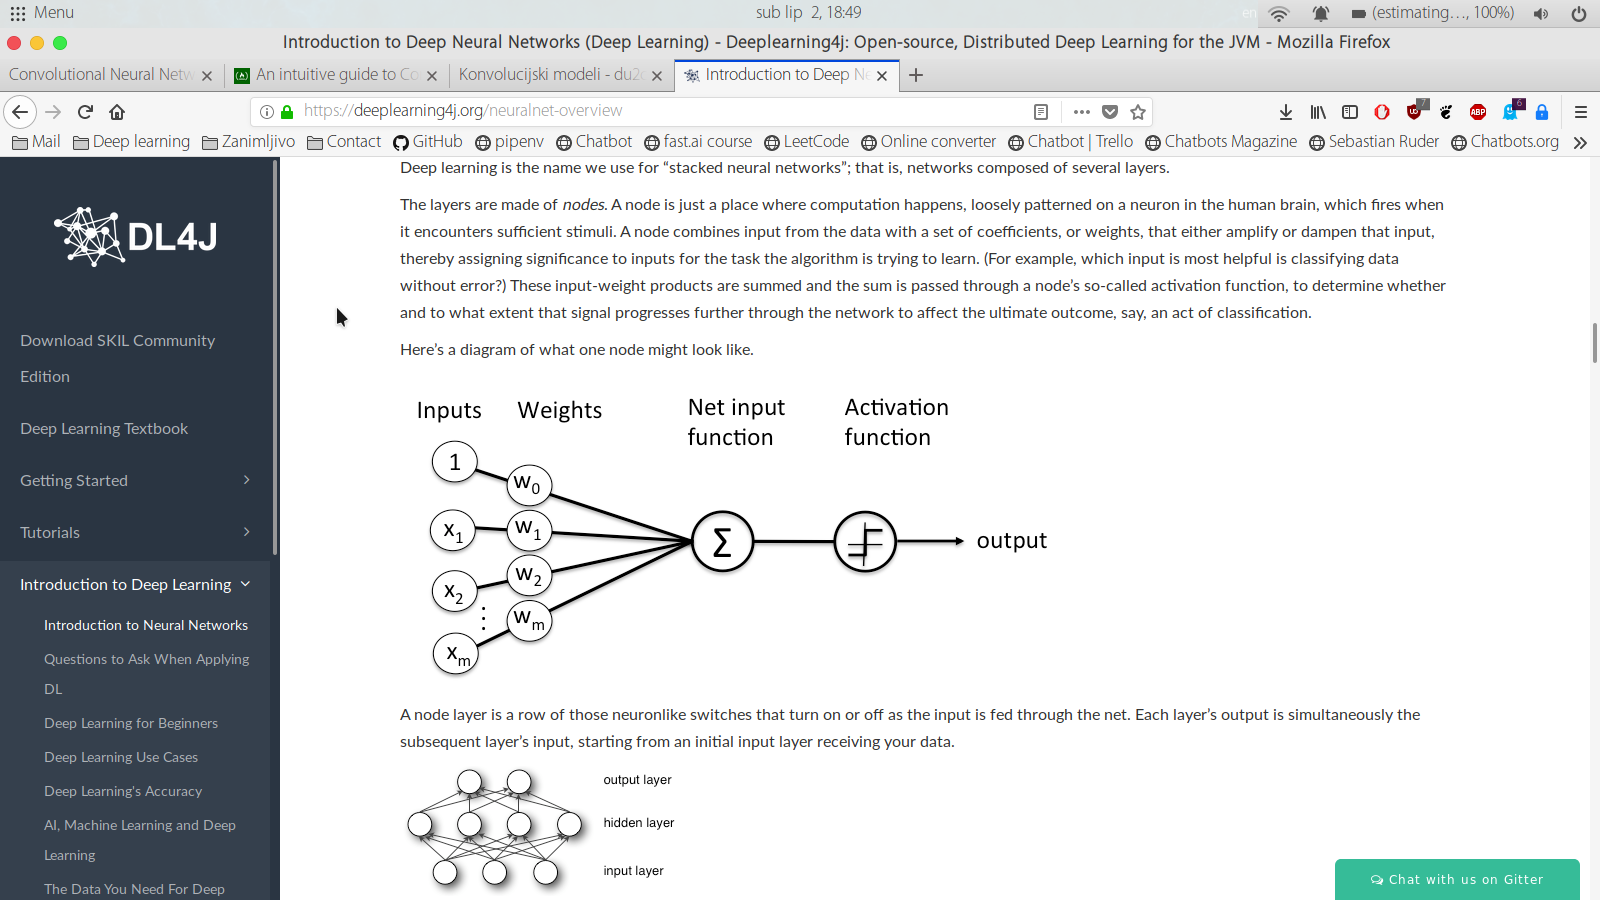 Menu
sub lip 2, 18:49
en
(estimating..., 100%)
Introduction to Deep Neural Networks (Deep Learning) - Deeplearning4j: Open-source, Distributed Deep Learning for the JVM - Mozilla Firefox
Convolutional Neural Netw
An intuitive guide to Co
Konvolucijski modeli - du2
Introduction to Deep Ne
https://deeplearning4j.org/neuralnet-overview
7
ABP
6
Mail
Deep learning
Zanimljivo
Contact
GitHub
pipenv
Chatbot
fast.ai course
LeetCode
Online converter
Chatbot | Trello
Chatbots Magazine
Sebastian Ruder
Chatbots.org
DL4J
Download SKIL Community
Edition
Deep Learning Textbook
Getting Started
Tutorials
Introduction to Deep Learning
Introduction to Neural Networks
Questions to Ask When Applying
DL
Deep Learning for Beginners
Deep Learning Use Cases
Deep Learning's Accuracy
AI, Machine Learning and Deep
Learning
The Data You Need For Deep
Deep learning is the name we use for “stacked neural networks”; that is, networks composed of several layers.
The layers are made of nodes. A node is just a place where computation happens, loosely patterned on a neuron in the human brain, which fires when
it encounters sufficient stimuli. A node combines input from the data with a set of coefficients, or weights, that either amplify or dampen that input,
thereby assigning significance to inputs for the task the algorithm is trying to learn. (For example, which input is most helpful is classifying data
without error?) These input-weight products are summed and the sum is passed through a node’s so-called activation function, to determine whether
and to what extent that signal progresses further through the network to affect the ultimate outcome, say, an act of classification.
Here’s a diagram of what one node might look like.
Inputs
Weights
Net input
function
Activation
function
1
w0
x1
w1
x2
w2
xm
wm
Σ
output
A node layer is a row of those neuronlike switches that turn on or off as the input is fed through the net. Each layer’s output is simultaneously the
subsequent layer’s input, starting from an initial input layer receiving your data.
output layer
hidden layer
input layer
Chat with us on Gitter